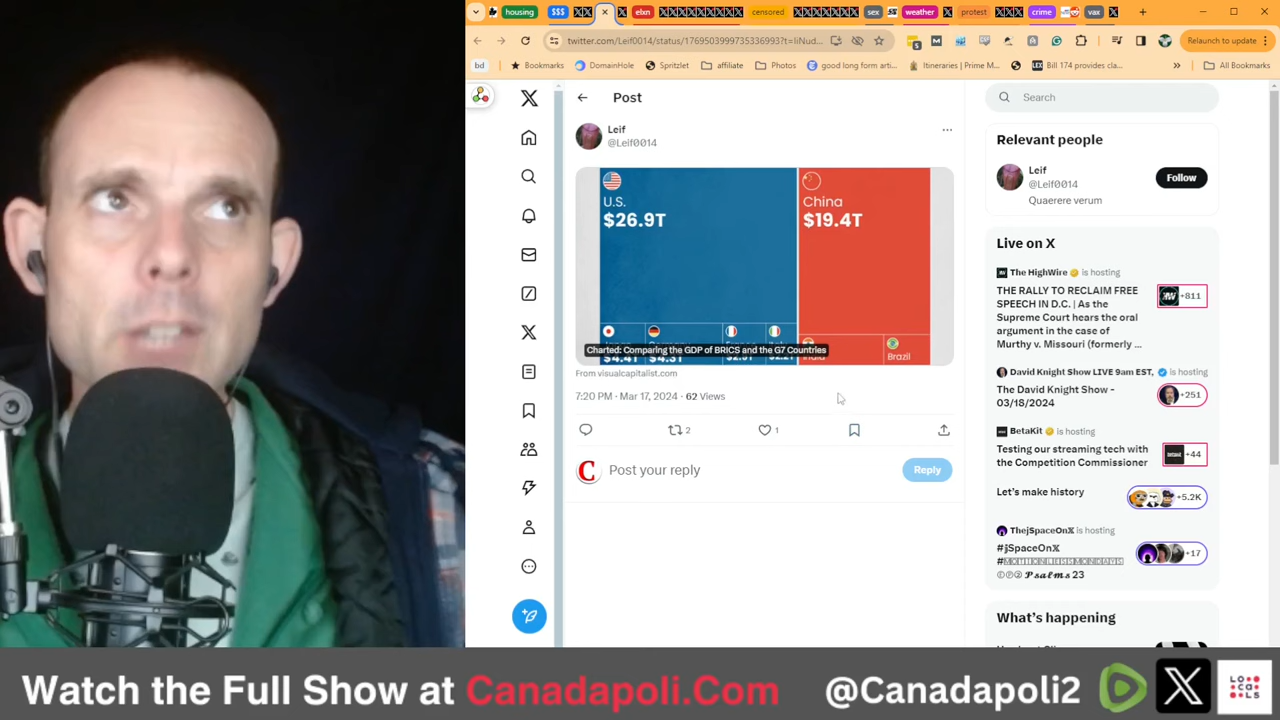 housing
$$$
elxn
censored
sex
weather
protest
crime
vax
twitter.com/Leif0014/status/1769503999735336993?t=IiNud...
Relaunch to update
bd
Bookmarks
DomainHole
Spritzlet
affiliate
Photos
good long form arti...
Itineraries | Prime M...
Bill 174 provides cla...
All Bookmarks
Post
Search
Leif
@Leif0014
U.S.
$26.9T
China
$19.4T
Brazil
Charted: Comparing the GDP of BRICS and the G7 Countries
From visualcapitalist.com
7:20 PM · Mar 17, 2024 · 62 Views
2
1
Post your reply
Reply
Relevant people
Leif
@Leif0014
Follow
Quaerere verum
Live on X
The HighWire is hosting
THE RALLY TO RECLAIM FREE
SPEECH IN D.C. | As the
Supreme Court hears the oral
argument in the case of
Murthy v. Missouri (formerly ...
+811
David Knight Show LIVE 9am EST, is hosting
The David Knight Show -
03/18/2024
+251
BetaKit is hosting
Testing our streaming tech with
the Competition Commissioner
+44
Let's make history
+5.2K
ThejSpaceOnX is hosting
+17
What's happening
Watch the Full Show at Canadapoli.Com
@Canadapoli2
LOCALS